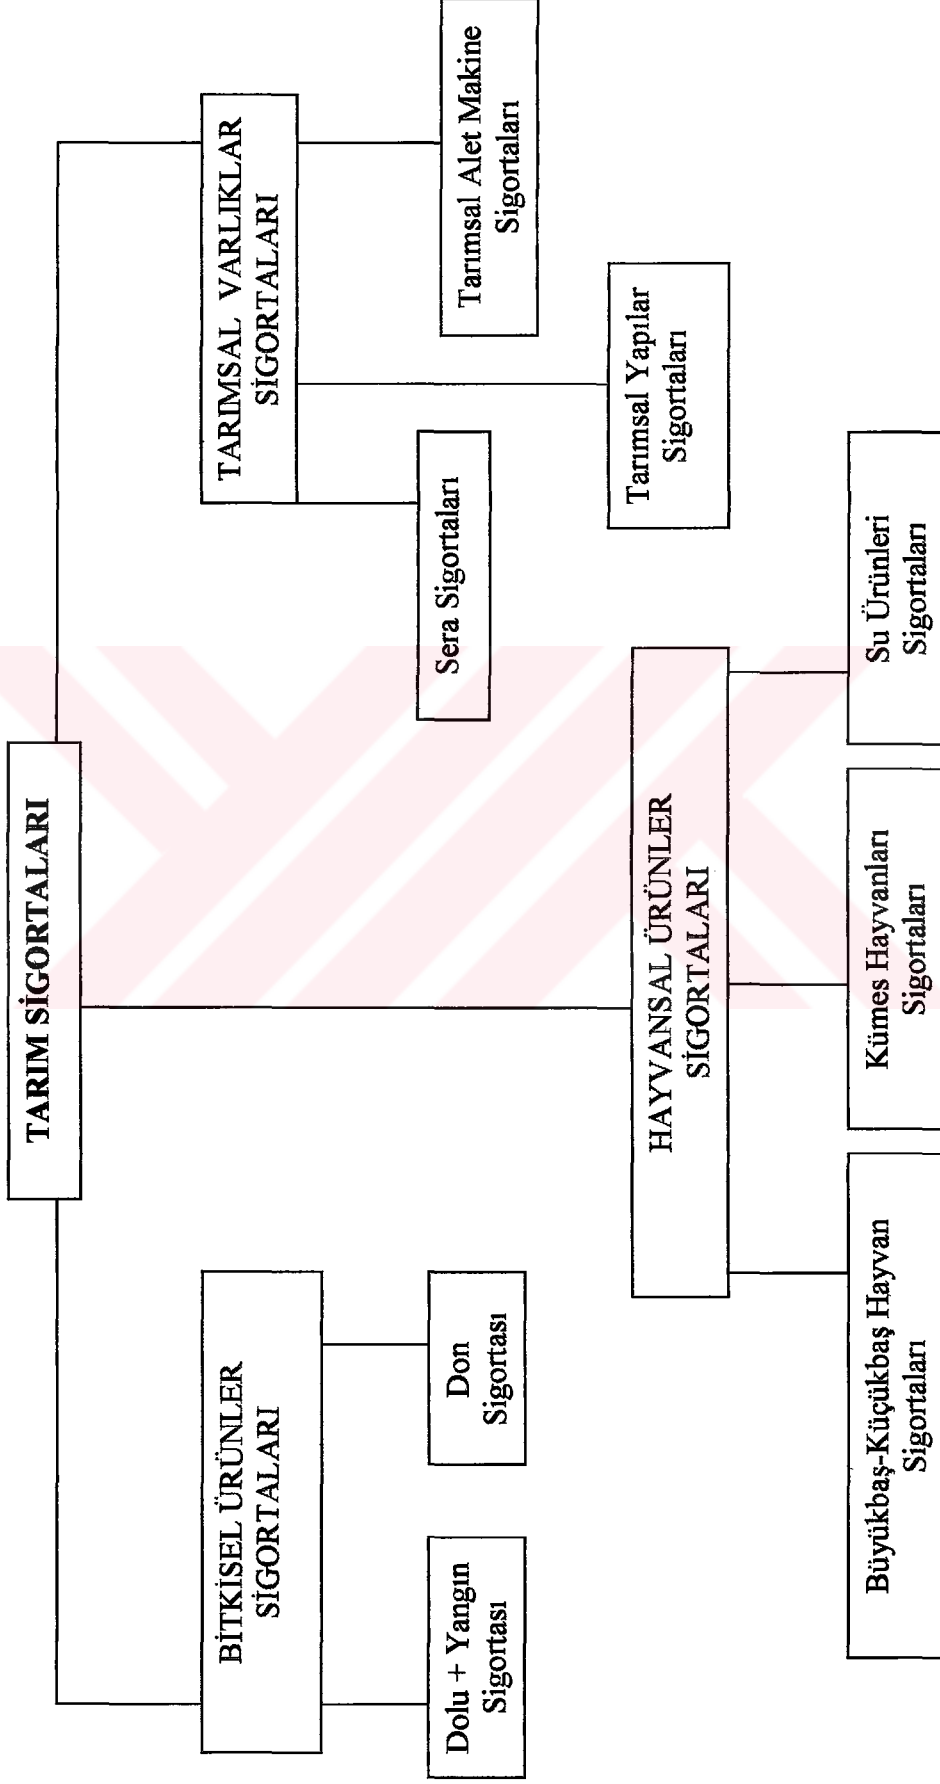 TARIM SİGORTALARI
BİTKİSEL ÜRÜNLER
SİGORTALARI
Dolu + Yangın
Sigortası
Don
Sigortası
HAYVANSAL ÜRÜNLER
SİGORTALARI
Büyükbaş-Küçükbaş Hayvan
Sigortaları
Kümes Hayvanları
Sigortaları
Su Ürünleri
Sigortaları
TARIMSAL VARLIKLAR
SİGORTALARI
Sera Sigortaları
Tarımsal Yapılar
Sigortaları
Tarımsal Alet Makine
Sigortaları